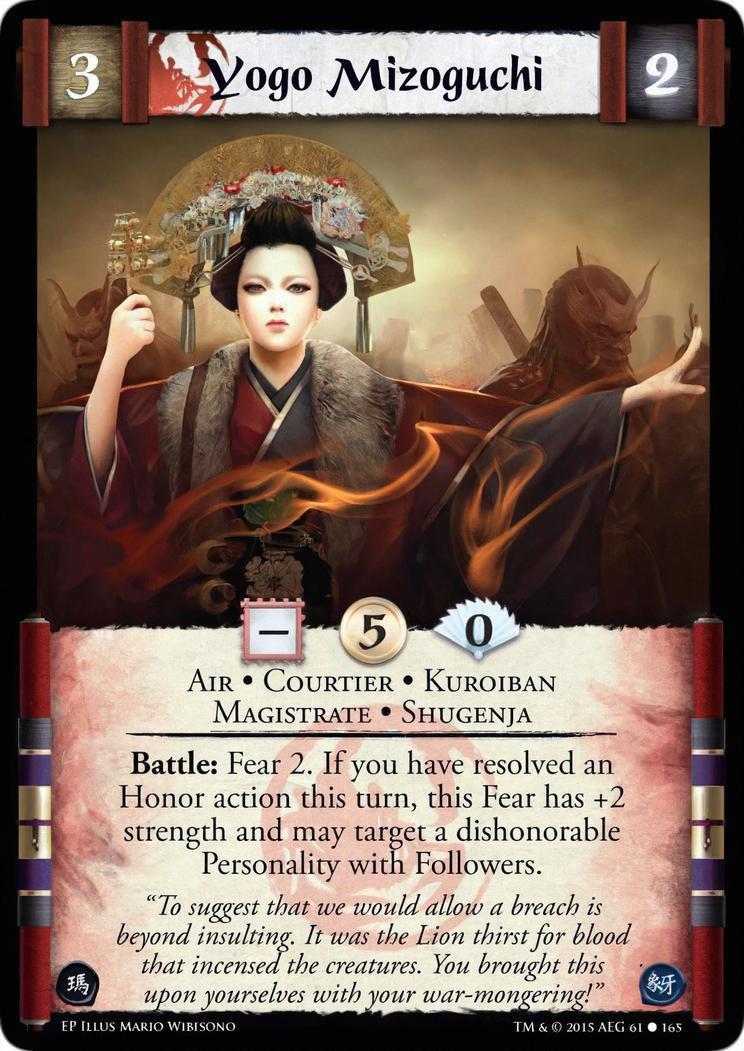 3
Yogo Mizoguchi
2
–
5
0
Air • Courtier • Kuroiban
Magistrate • Shugenja
Battle: Fear 2. If you have resolved an
Honor action this turn, this Fear has +2
strength and may target a dishonorable
Personality with Followers.
“To suggest that we would allow a breach is
beyond insulting. It was the Lion thirst for blood
that incensed the creatures. You brought this
upon yourselves with your war-mongering!”
瑪
象牙
EP Illus Mario Wibisono
TM & © 2015 AEG 61 ● 165